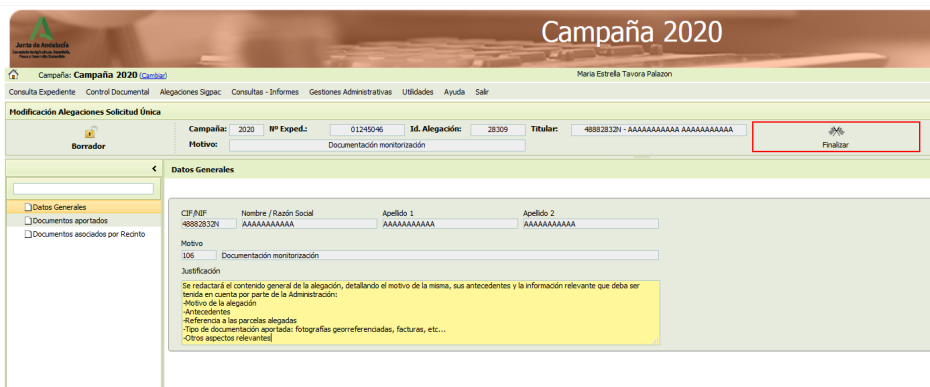 Campaña 2020
Junta de Andalucía
Campaña: Campaña 2020 (Cambiar)
Maria Estrella Tavora Palazon
Consulta Expediente Control Documental Alegaciones Sigpac Consultas - Informes Gestiones Administrativas Utilidades Ayuda Salir
Modificación Alegaciones Solicitud Única
Borrador
Campaña: 2020 Nº Exped.: 01245046 Id. Alegación: 28309 Titular: 48882832N - AAAAAAAAAAA AAAAAAAAAAA
Motivo: Documentación monitorización
Finalizar
Datos Generales
Datos Generales
Documentos aportados
Documentos asociados por Recinto
CIF/NIF Nombre / Razón Social Apellido 1 Apellido 2
48882832N AAAAAAAAAAA AAAAAAAAAAA AAAAAAAAAAA
Motivo
106 Documentación monitorización
Justificación
Se redactará el contenido general de la alegación, detallando el motivo de la misma, sus antecedentes y la información relevante que deba ser
tenida en cuenta por parte de la Administración:
-Motivo de la alegación
-Antecedentes
-Referencia a las parcelas alegadas
-Tipo de documentación aportada: fotografías georreferenciadas, facturas, etc...
-Otros aspectos relevantes